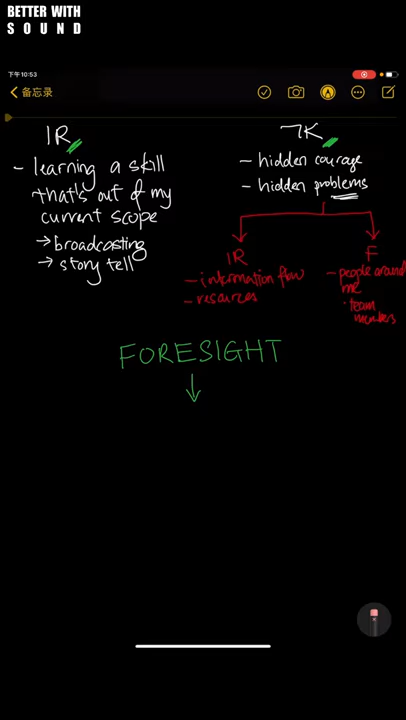 BETTER WITH
SOUND
下午10:53
备忘录
IR
- learning a skill
that's out of my
current scope
→ broadcasting
→ story tell
7K
- hidden courage
- hidden problems
IR
- information flow
- resources
F
- people around
me
· team
members
FORESIGHT